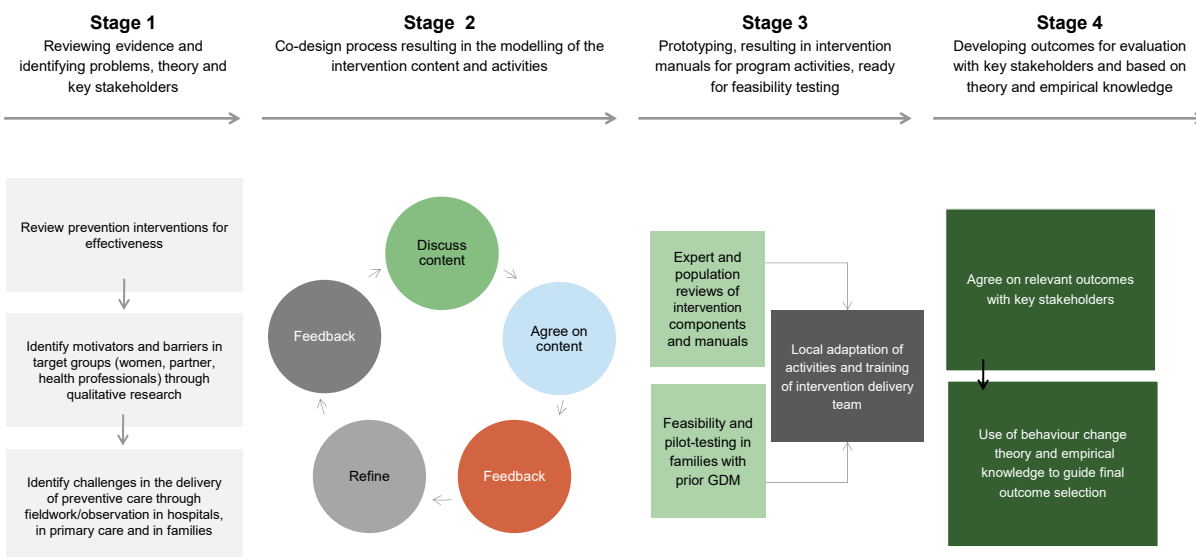 Stage 1
Reviewing evidence and
identifying problems, theory and
key stakeholders
Stage 2
Co-design process resulting in the modelling of the
intervention content and activities
Stage 3
Prototyping, resulting in intervention
manuals for program activities, ready
for feasibility testing
Stage 4
Developing outcomes for evaluation
with key stakeholders and based on
theory and empirical knowledge
Review prevention interventions for
effectiveness
Identify motivators and barriers in
target groups (women, partner,
health professionals) through
qualitative research
Identify challenges in the delivery
of preventive care through
fieldwork/observation in hospitals,
in primary care and in families
Discuss
content
Agree on
content
Feedback
Refine
Feedback
Expert and
population
reviews of
intervention
components
and manuals
Feasibility and
pilot-testing in
families with
prior GDM
Local adaptation of
activities and training
of intervention delivery
team
Agree on relevant outcomes
with key stakeholders
Use of behaviour change
theory and empirical
knowledge to guide final
outcome selection